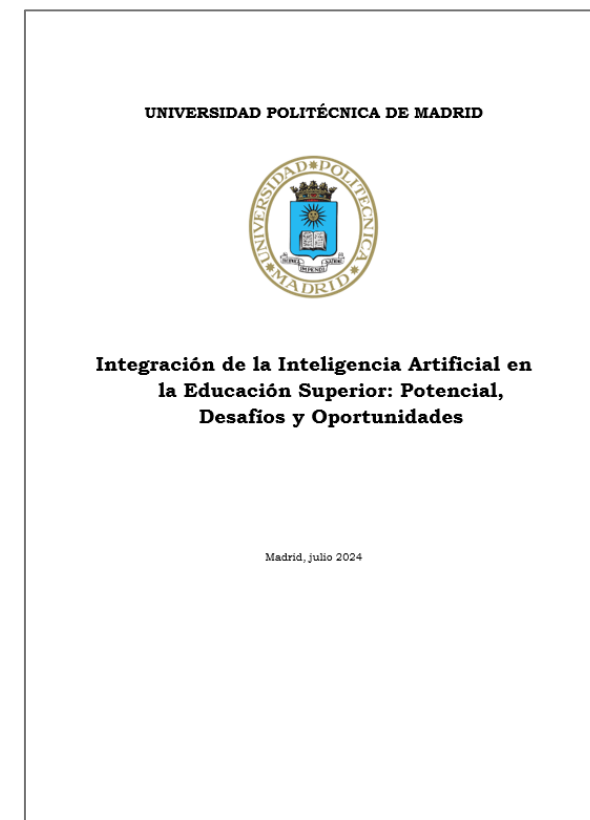 UNIVERSIDAD POLITÉCNICA DE MADRID
UNIVERSIDAD POLITECNICA
MADRID
Integración de la Inteligencia Artificial en
la Educación Superior: Potencial,
Desafíos y Oportunidades
Madrid, julio 2024